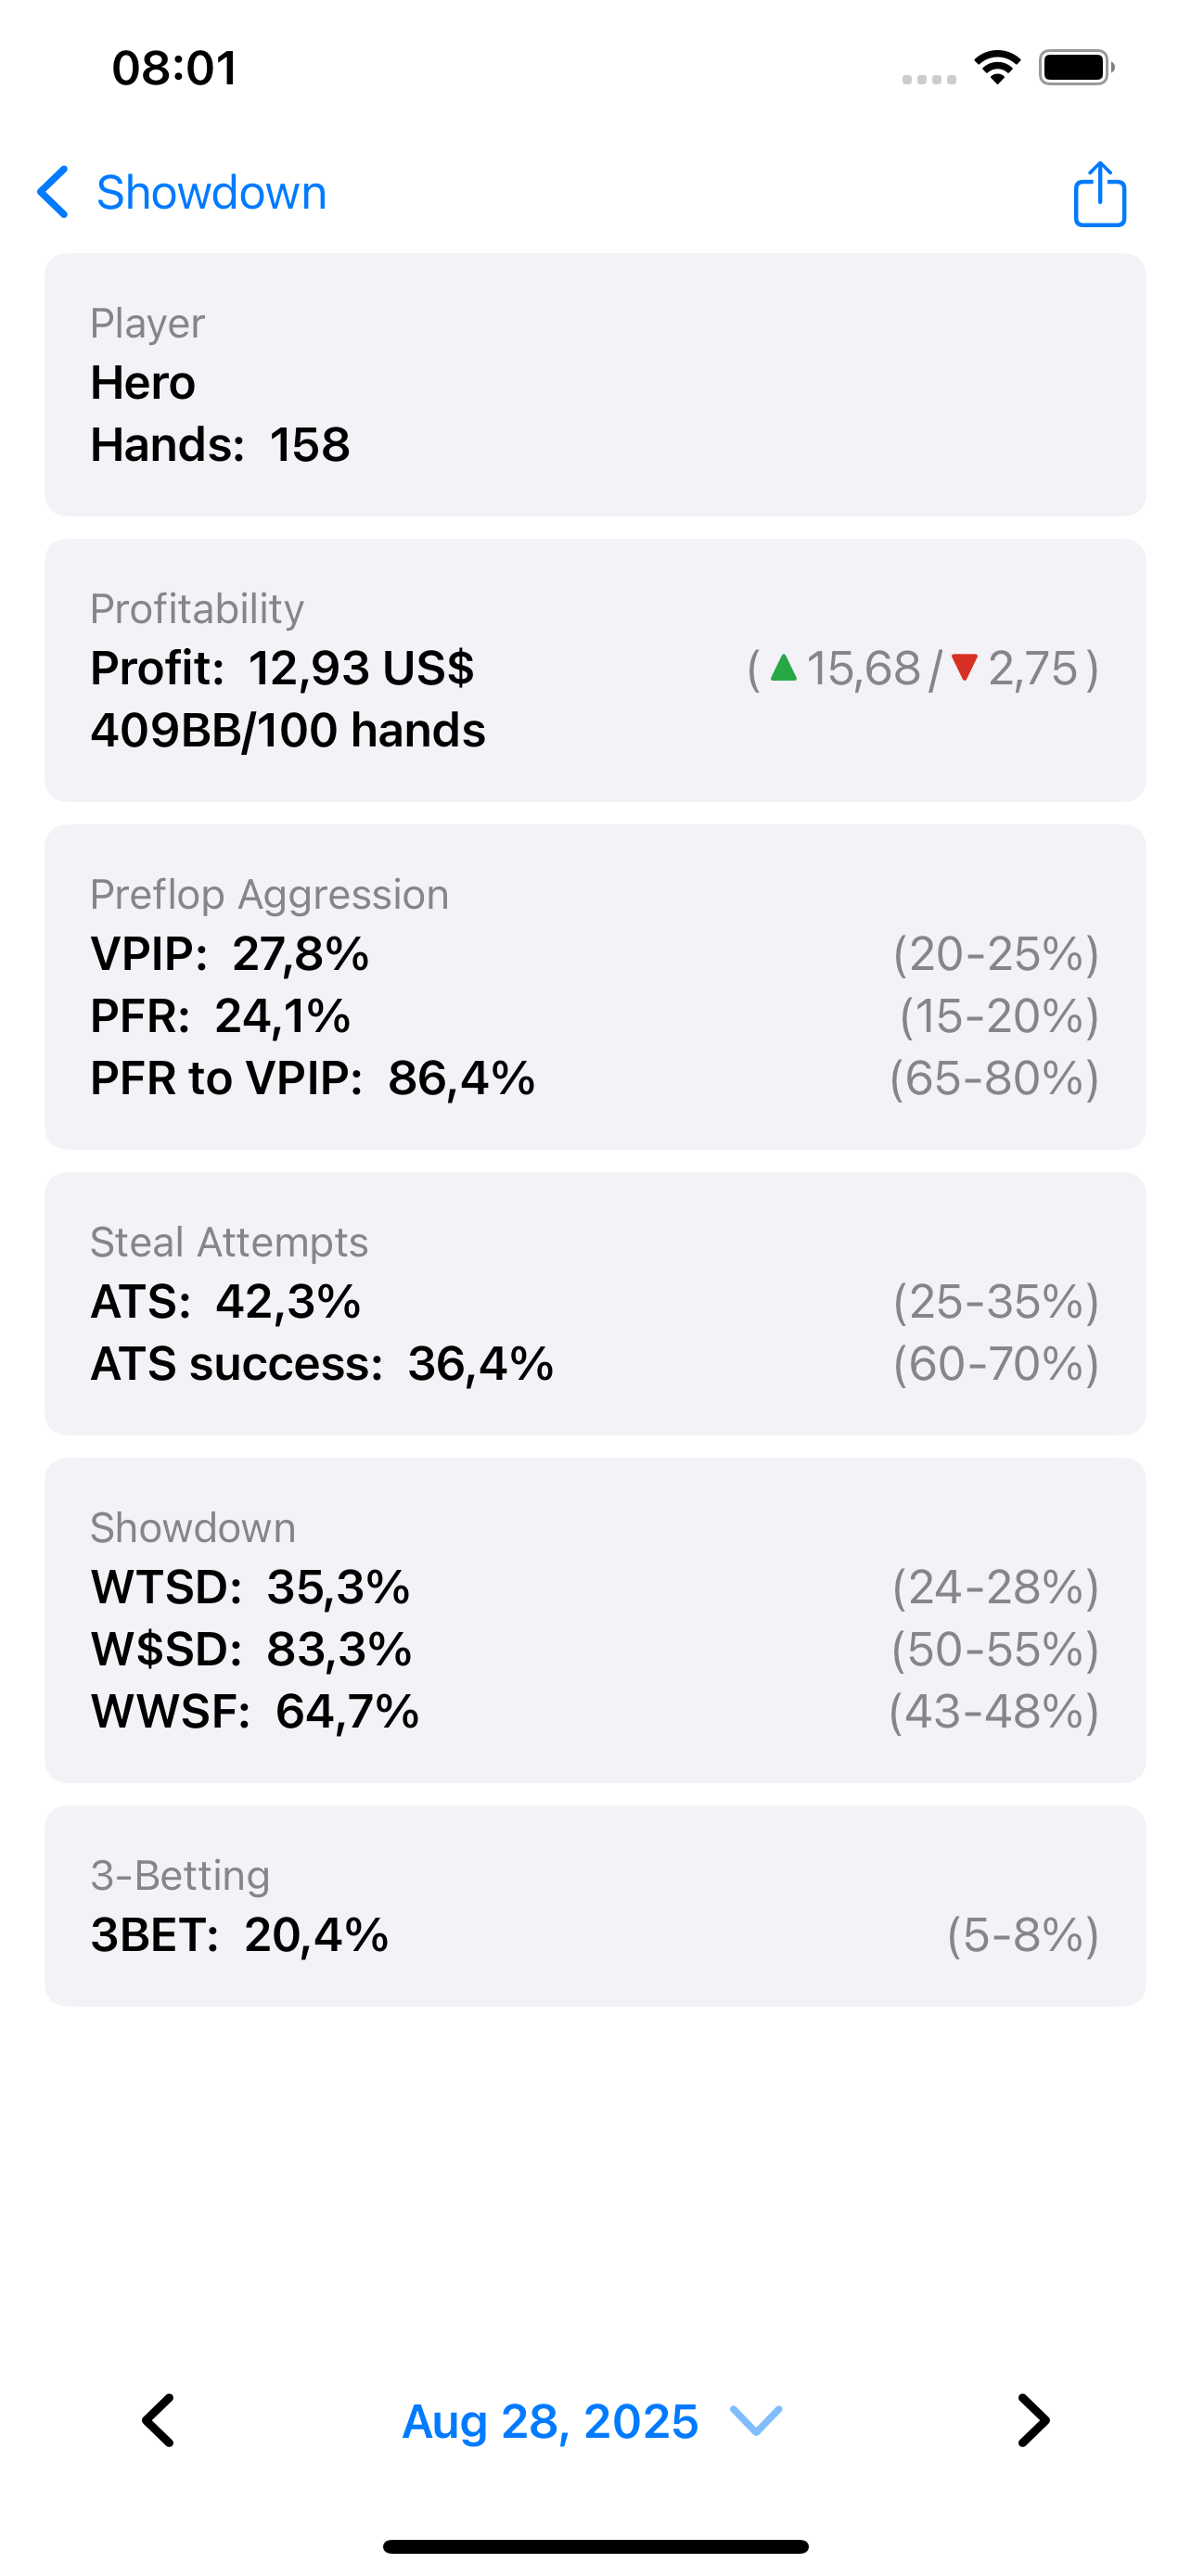 08:01
Showdown
Player
Hero
Hands: 158
Profitability
Profit: 12,93 US$ (▲15,68/▼2,75)
409BB/100 hands
Preflop Aggression
VPIP: 27,8% (20-25%)
PFR: 24,1% (15-20%)
PFR to VPIP: 86,4% (65-80%)
Steal Attempts
ATS: 42,3% (25-35%)
ATS success: 36,4% (60-70%)
Showdown
WTSD: 35,3% (24-28%)
W$SD: 83,3% (50-55%)
WWSF: 64,7% (43-48%)
3-Betting
3BET: 20,4% (5-8%)
Aug 28, 2025